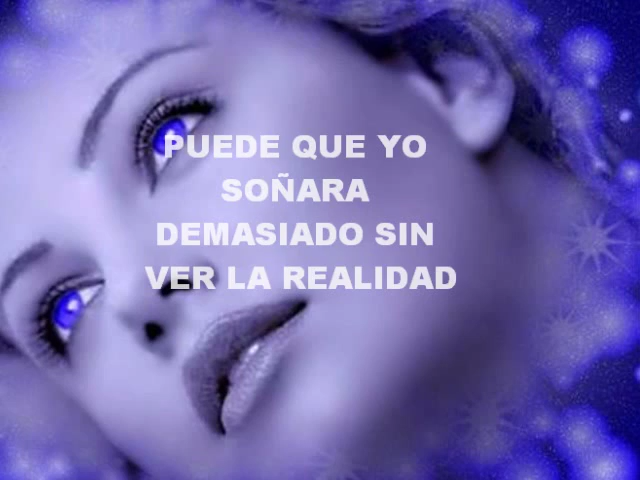 PUEDE QUE YO
SOÑARA
DEMASIADO SIN
VER LA REALIDAD